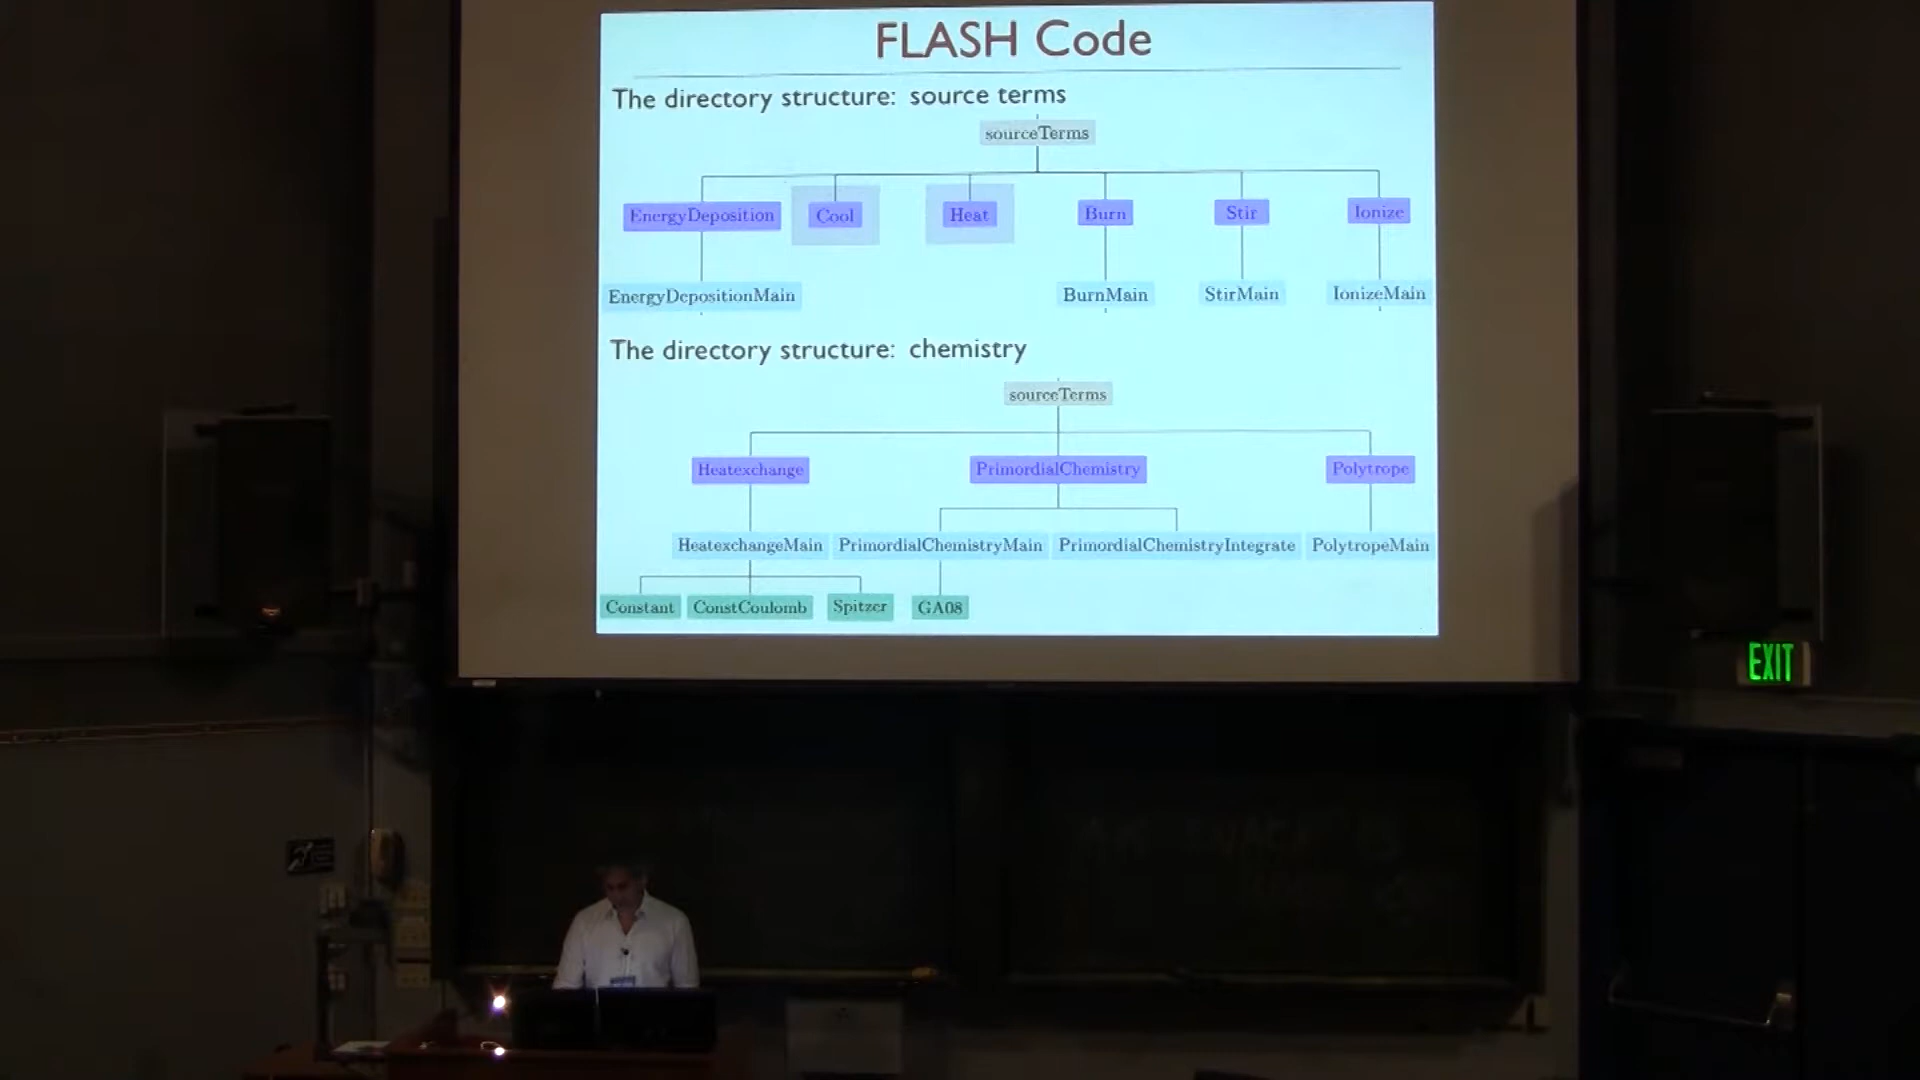 FLASH Code
The directory structure: source terms
sourceTerms
EnergyDeposition Cool Heat Burn Stir Ionize
EnergyDepositionMain BurnMain StirMain IonizeMain
The directory structure: chemistry
sourceTerms
Heatexchange PrimordialChemistry Polytrope
HeatexchangeMain PrimordialChemistryMain PrimordialChemistryIntegrate PolytropeMain
Constant ConstCoulomb Spitzer GA08
EXIT